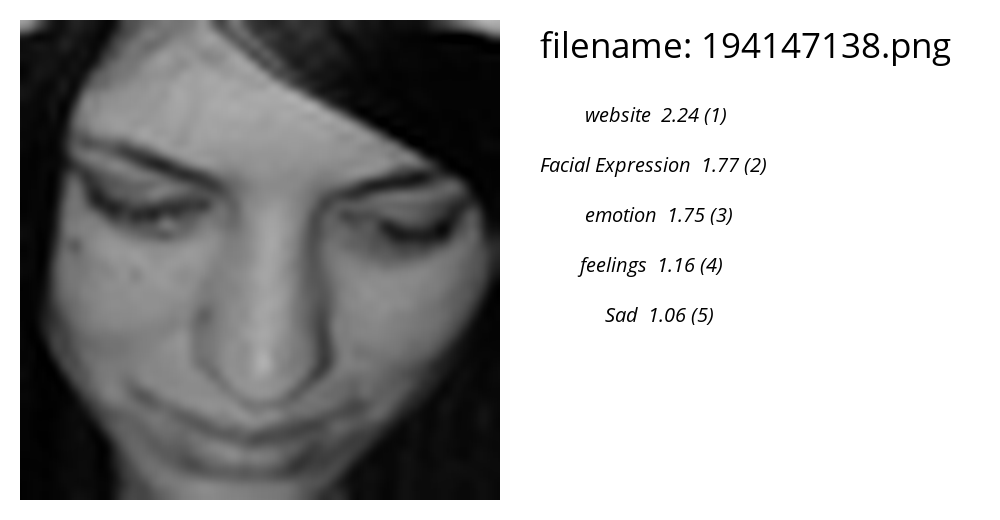 filename: 194147138.png
website 2.24 (1)
Facial Expression 1.77 (2)
emotion 1.75 (3)
feelings 1.16 (4)
Sad 1.06 (5)